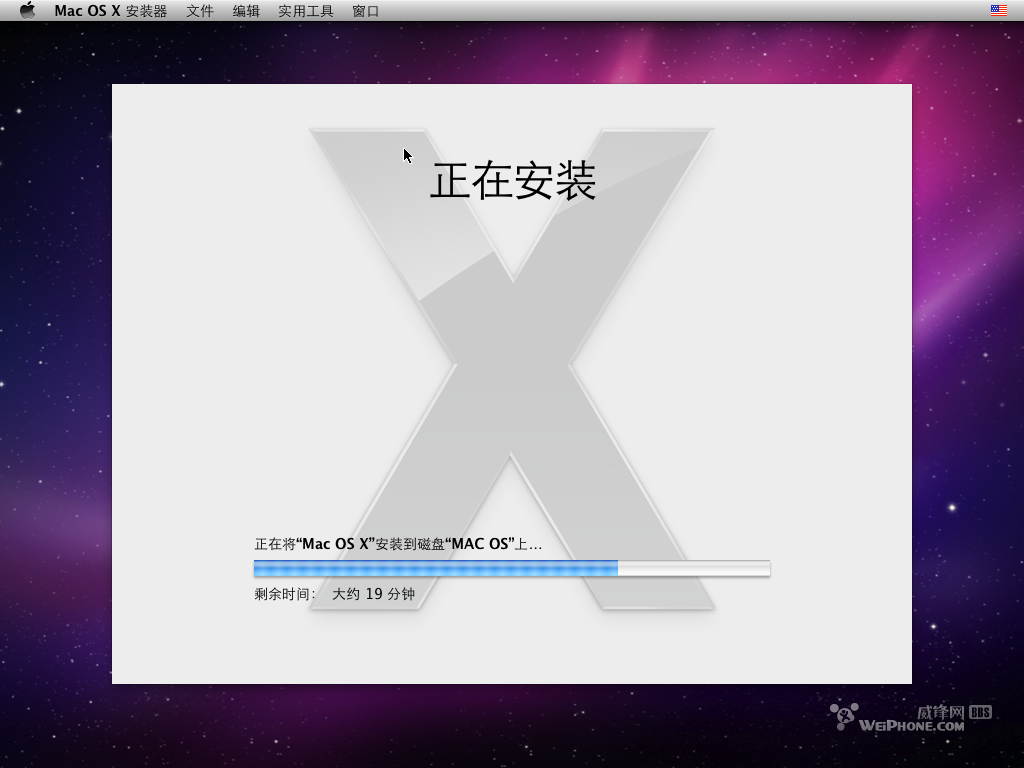 Mac OS X 安装器 文件 编辑 实用工具 窗口
正在安装
正在将“Mac OS X”安装到磁盘“MAC OS”上...
剩余时间： 大约 19 分钟
威锋网 BBS
WEIPHONE.COM